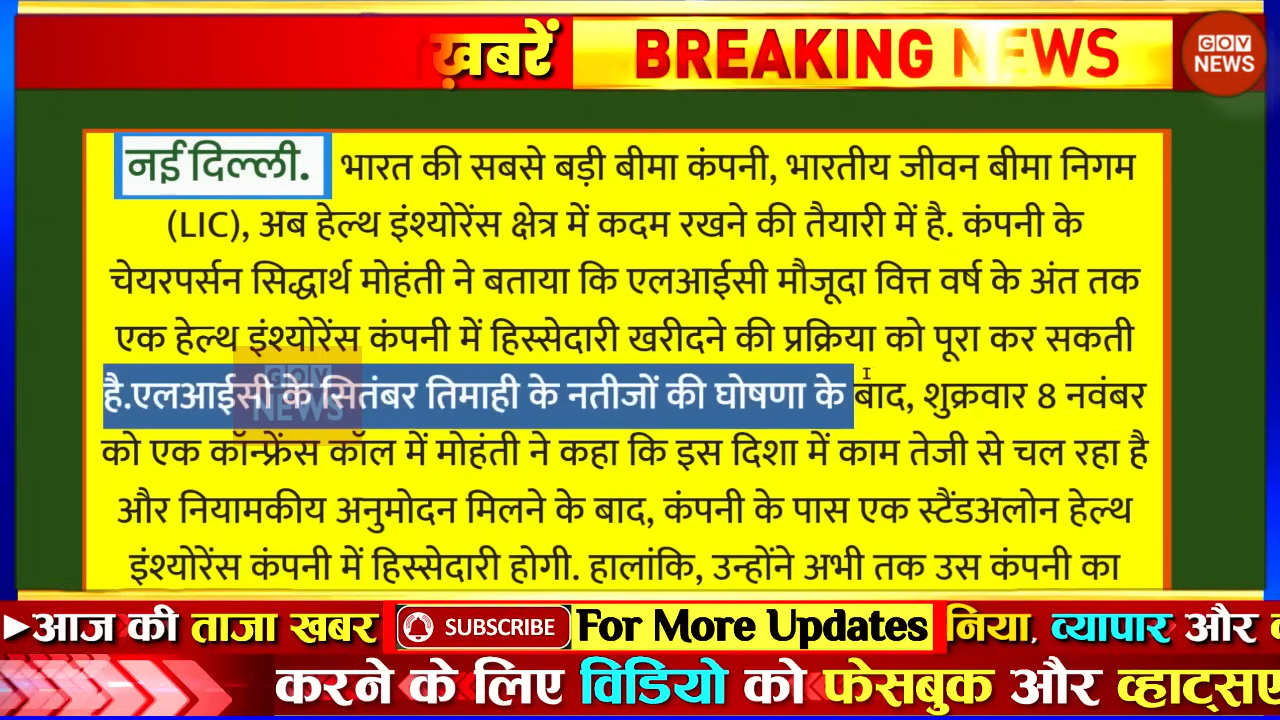 ख़बरें BREAKING NEWS
GOV
NEWS
नई दिल्ली. भारत की सबसे बड़ी बीमा कंपनी, भारतीय जीवन बीमा निगम
(LIC), अब हेल्थ इंश्योरेंस क्षेत्र में कदम रखने की तैयारी में है. कंपनी के
चेयरपर्सन सिद्धार्थ मोहंती ने बताया कि एलआईसी मौजूदा वित्त वर्ष के अंत तक
एक हेल्थ इंश्योरेंस कंपनी में हिस्सेदारी खरीदने की प्रक्रिया को पूरा कर सकती
है.एलआईसी के सितंबर तिमाही के नतीजों की घोषणा के बाद, शुक्रवार 8 नवंबर
को एक कॉन्फ्रेंस कॉल में मोहंती ने कहा कि इस दिशा में काम तेजी से चल रहा है
और नियामकीय अनुमोदन मिलने के बाद, कंपनी के पास एक स्टैंडअलोन हेल्थ
इंश्योरेंस कंपनी में हिस्सेदारी होगी. हालांकि, उन्होंने अभी तक उस कंपनी का
GOV
NEWS
आज की ताजा खबर SUBSCRIBE For More Updates निया, व्यापार और
करने के लिए विडियो को फेसबुक और व्हाट्सए